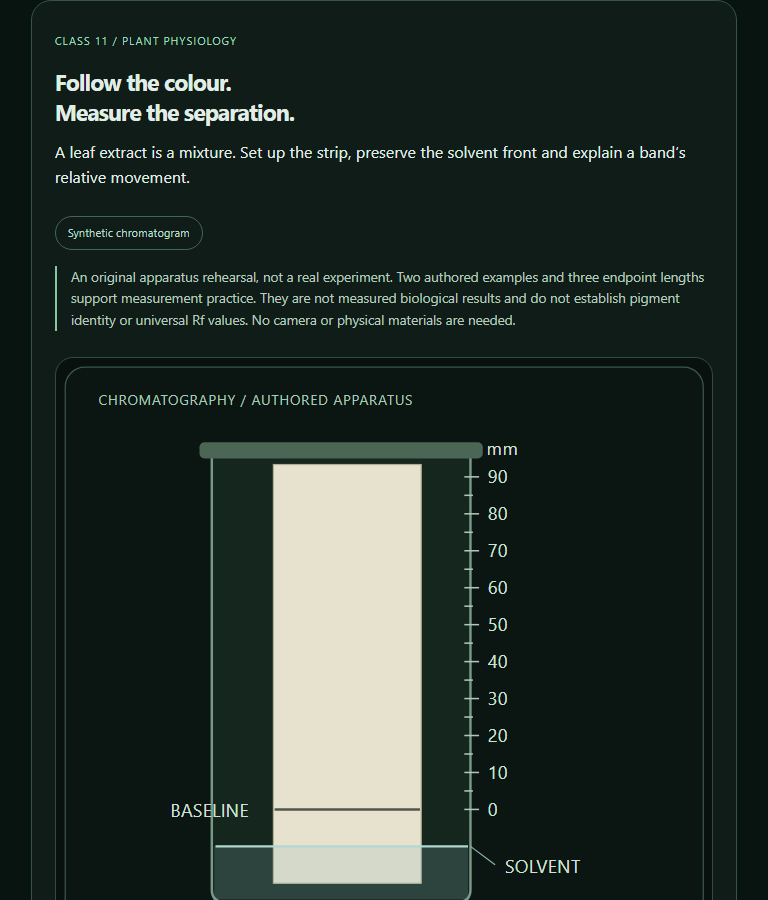 CLASS 11 / PLANT PHYSIOLOGY
Follow the colour.
Measure the separation.
A leaf extract is a mixture. Set up the strip, preserve the solvent front and explain a band’s
relative movement.
Synthetic chromatogram
An original apparatus rehearsal, not a real experiment. Two authored examples and three endpoint lengths
support measurement practice. They are not measured biological results and do not establish pigment
identity or universal Rf values. No camera or physical materials are needed.
CHROMATOGRAPHY / AUTHORED APPARATUS
mm
90
80
70
60
50
40
30
20
10
0
BASELINE
SOLVENT